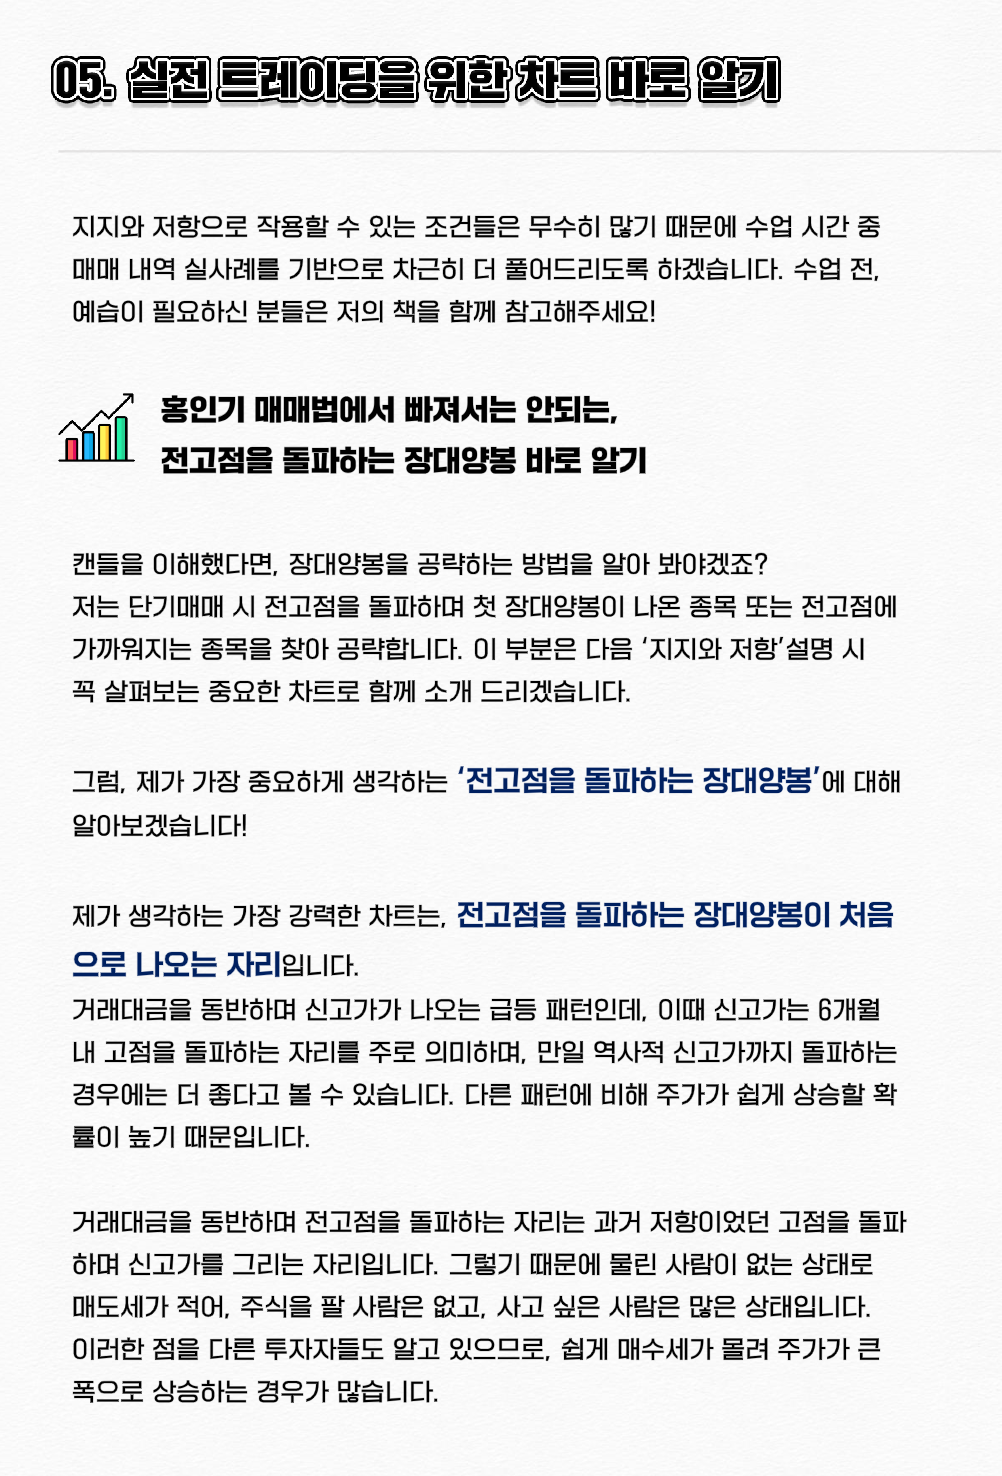 05. 실전 트레이딩을 위한 차트 바로 알기
지지와 저항으로 작용할 수 있는 조건들은 무수히 많기 때문에 수업 시간 중
매매 내역 실사례를 기반으로 차근히 더 풀어드리도록 하겠습니다. 수업 전,
예습이 필요하신 분들은 저의 책을 함께 참고해주세요!
홍인기 매매법에서 빠져서는 안되는,
전고점을 돌파하는 장대양봉 바로 알기
캔들을 이해했다면, 장대양봉을 공략하는 방법을 알아 봐야겠죠?
저는 단기매매 시 전고점을 돌파하며 첫 장대양봉이 나온 종목 또는 전고점에
가까워지는 종목을 찾아 공략합니다. 이 부분은 다음 ‘지지와 저항’설명 시
꼭 살펴보는 중요한 차트로 함께 소개 드리겠습니다.
그럼, 제가 가장 중요하게 생각하는 ‘전고점을 돌파하는 장대양봉’에 대해
알아보겠습니다!
제가 생각하는 가장 강력한 차트는, 전고점을 돌파하는 장대양봉이 처음
으로 나오는 자리입니다.
거래대금을 동반하며 신고가가 나오는 급등 패턴인데, 이때 신고가는 6개월
내 고점을 돌파하는 자리를 주로 의미하며, 만일 역사적 신고가까지 돌파하는
경우에는 더 좋다고 볼 수 있습니다. 다른 패턴에 비해 주가가 쉽게 상승할 확
률이 높기 때문입니다.
거래대금을 동반하며 전고점을 돌파하는 자리는 과거 저항이었던 고점을 돌파
하며 신고가를 그리는 자리입니다. 그렇기 때문에 물린 사람이 없는 상태로
매도세가 적어, 주식을 팔 사람은 없고, 사고 싶은 사람은 많은 상태입니다.
이러한 점을 다른 투자자들도 알고 있으므로, 쉽게 매수세가 몰려 주가가 큰
폭으로 상승하는 경우가 많습니다.